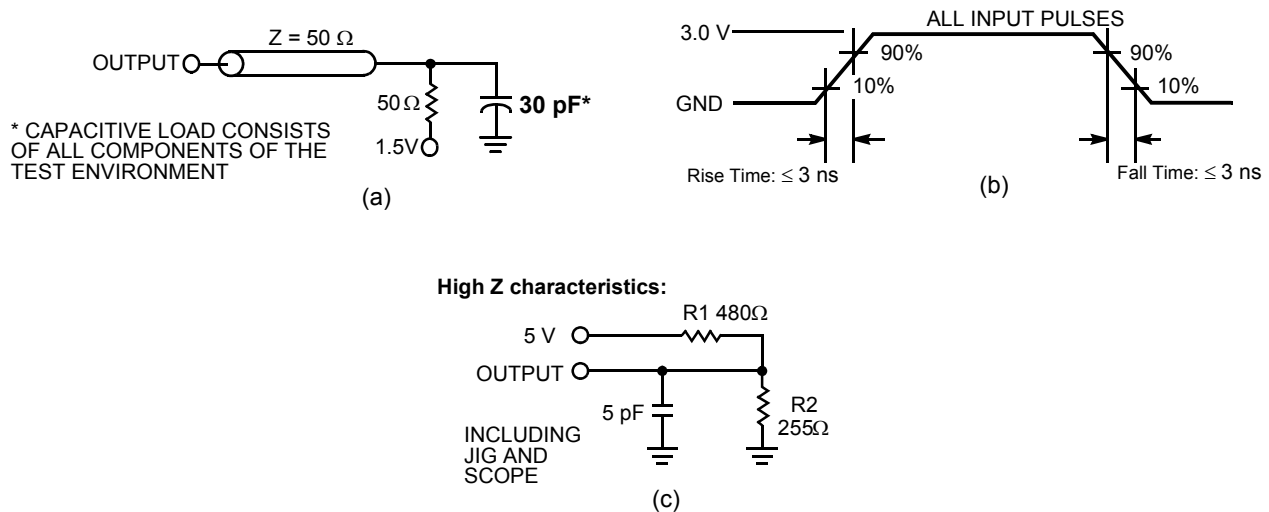 Z = 50 Ω
OUTPUT
50 Ω
30 pF*
1.5V
* CAPACITIVE LOAD CONSISTS
OF ALL COMPONENTS OF THE
TEST ENVIRONMENT
(a)
ALL INPUT PULSES
3.0 V
90%
10%
GND
90%
10%
Rise Time: ≤ 3 ns
Fall Time: ≤ 3 ns
(b)
High Z characteristics:
R1 480Ω
5 V
OUTPUT
5 pF
R2
255Ω
INCLUDING
JIG AND
SCOPE
(c)